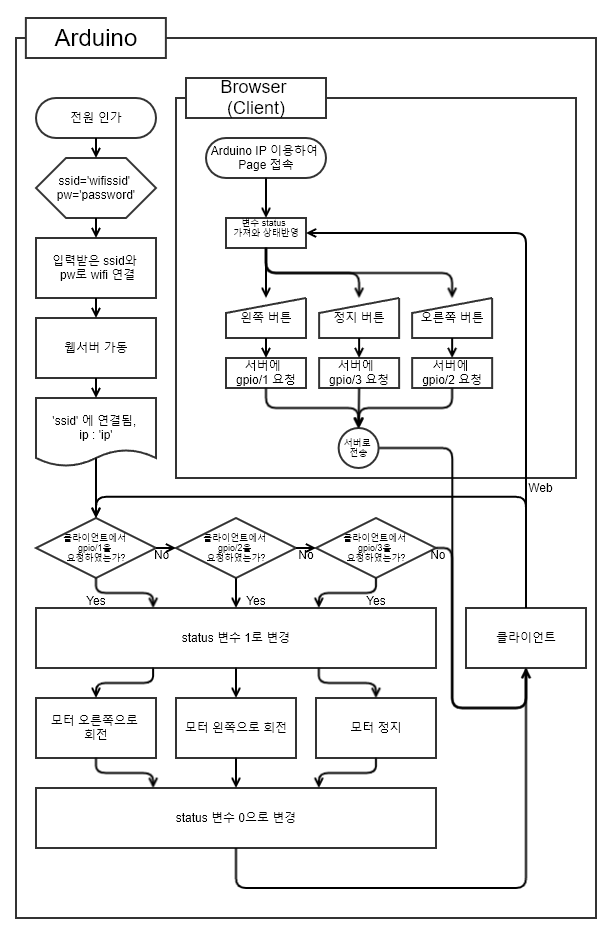 Arduino
전원 인가
ssid='wifissid'
pw='password'
입력받은 ssid와
pw로 wifi 연결
웹서버 가동
'ssid' 에 연결됨,
ip : 'ip'
Browser
(Client)
Arduino IP 이용하여
Page 접속
변수 status
가져와 상태반영
왼쪽 버튼
정지 버튼
오른쪽 버튼
서버에
gpio/1 요청
서버에
gpio/3 요청
서버에
gpio/2 요청
서버로
전송
Web
클라이언트에서
gpio/1을
요청하였는가?
No
클라이언트에서
gpio/2을
요청하였는가?
No
클라이언트에서
gpio/3을
요청하였는가?
No
Yes
Yes
Yes
status 변수 1로 변경
클라이언트
모터 오른쪽으로
회전
모터 왼쪽으로 회전
모터 정지
status 변수 0으로 변경